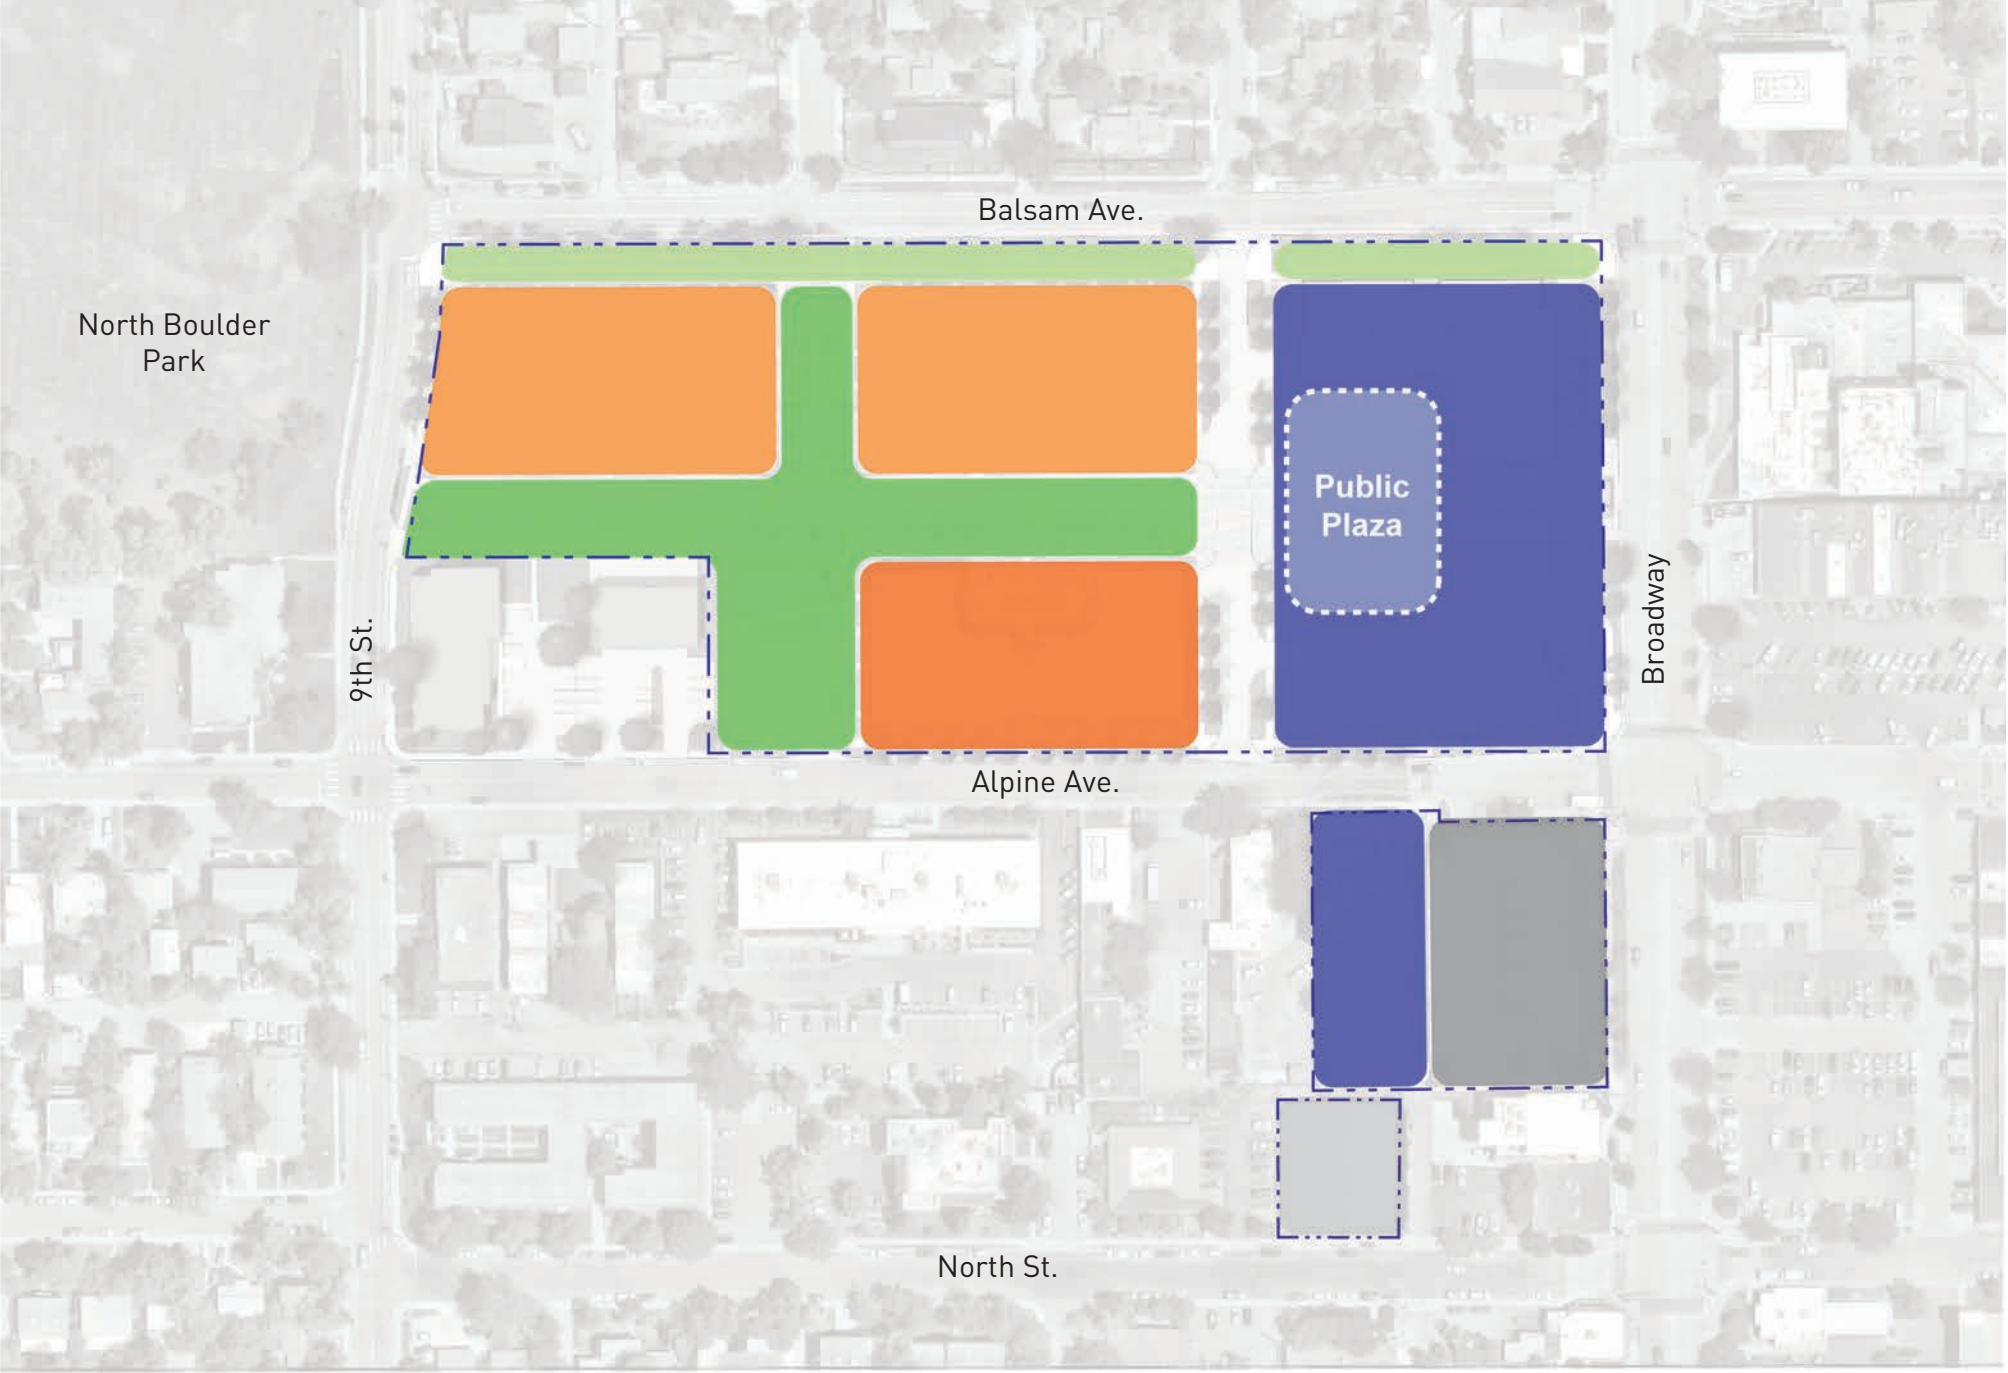 Balsam Ave.
North Boulder
Park
Public
Plaza
Broadway
9th St.
Alpine Ave.
North St.